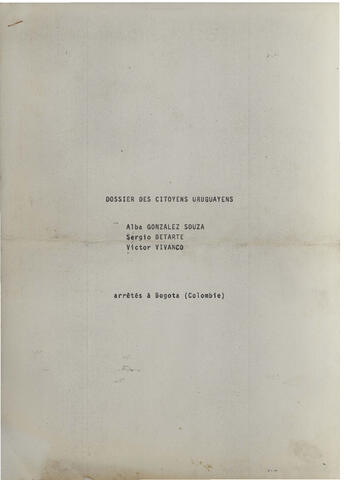 DOSSIER DES CITOYENS URUGUAYENS
Alba GONZALEZ SOUZA
Sergio BETARTE
Victor VIVANCO
arrêtés à Bogota (Colombie)